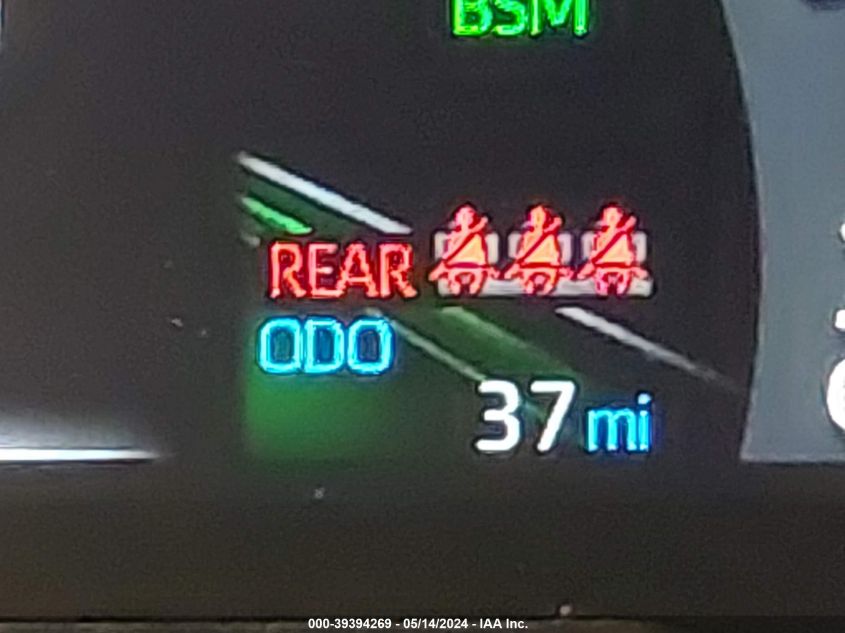 BSM
REAR
ODO
37 mi
000-39394269 - 05/14/2024 - IAA Inc.